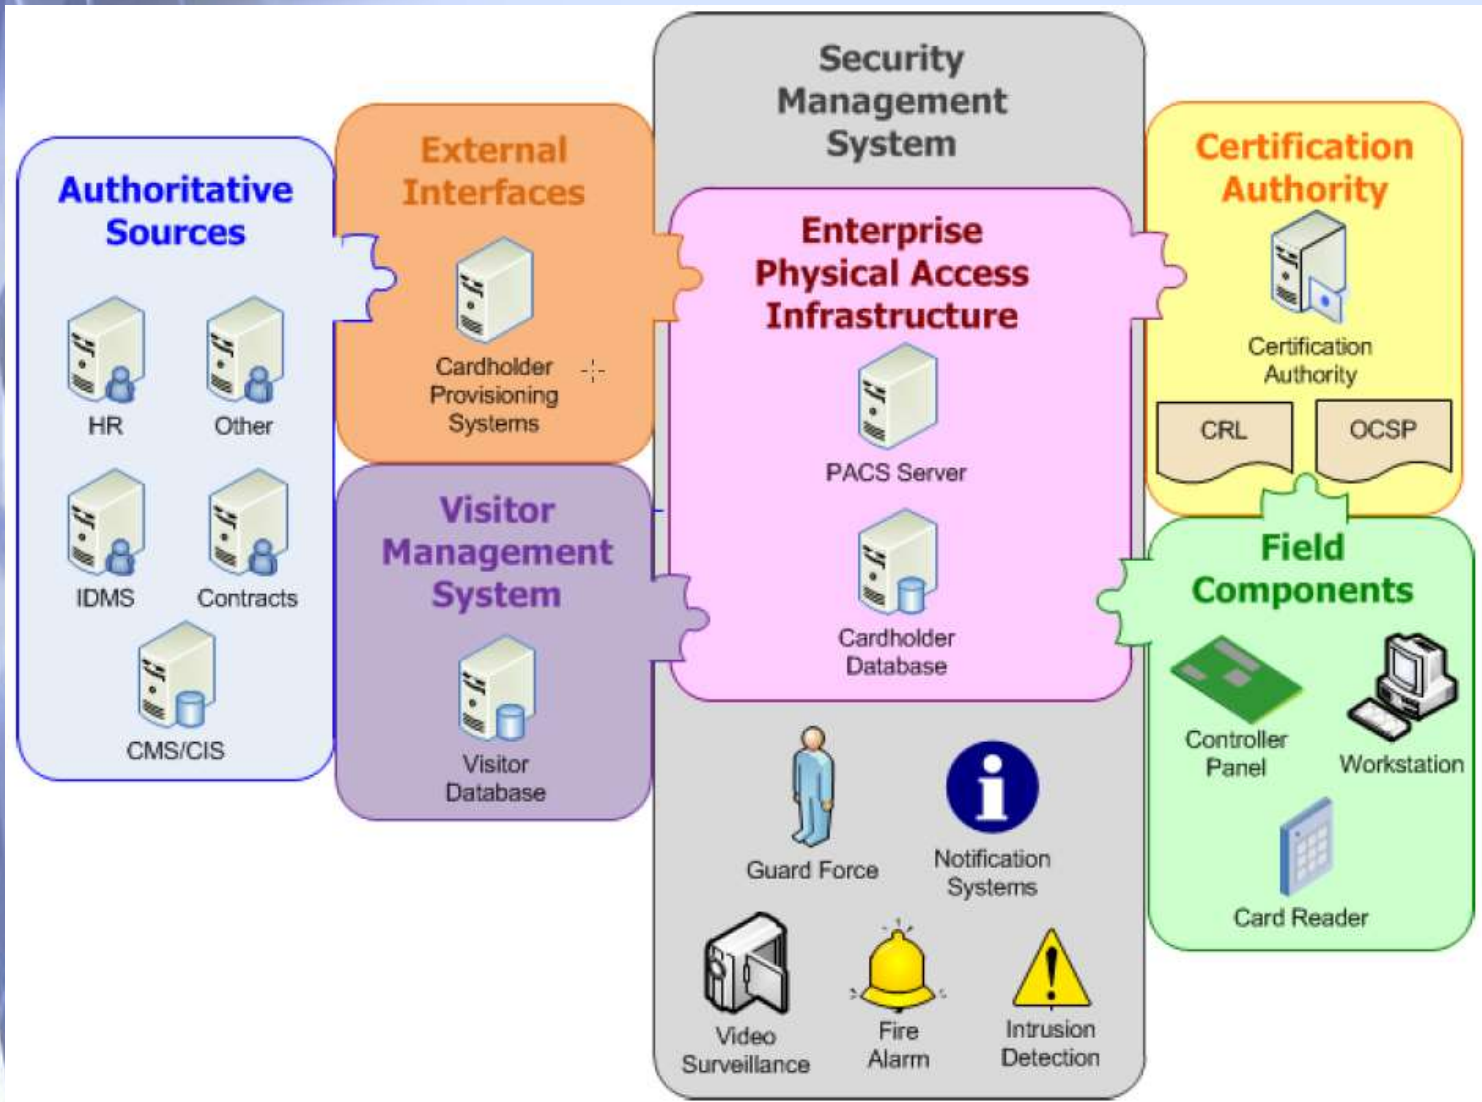 Authoritative
Sources
HR
Other
IDMS
Contracts
CMS/CIS
External
Interfaces
Cardholder
Provisioning
Systems
Visitor
Management
System
Visitor
Database
Security
Management
System
Enterprise
Physical Access
Infrastructure
PACS Server
Cardholder
Database
Guard Force
Notification
Systems
Video
Surveillance
Fire
Alarm
Intrusion
Detection
Certification
Authority
Certification
Authority
CRL
OCSP
Field
Components
Controller
Panel
Workstation
Card Reader